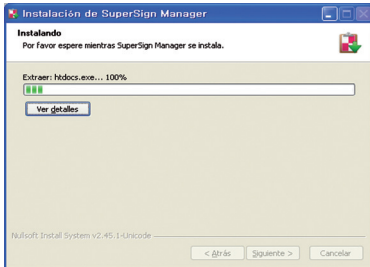 Instalación de SuperSign Manager
Instalando
Por favor espere mientras SuperSign Manager se instala.
Extraer: htdocs.exe... 100%
Ver detalles
Nullsoft Install System v2.45.1-Unicode
< Atrás
Siguiente >
Cancelar